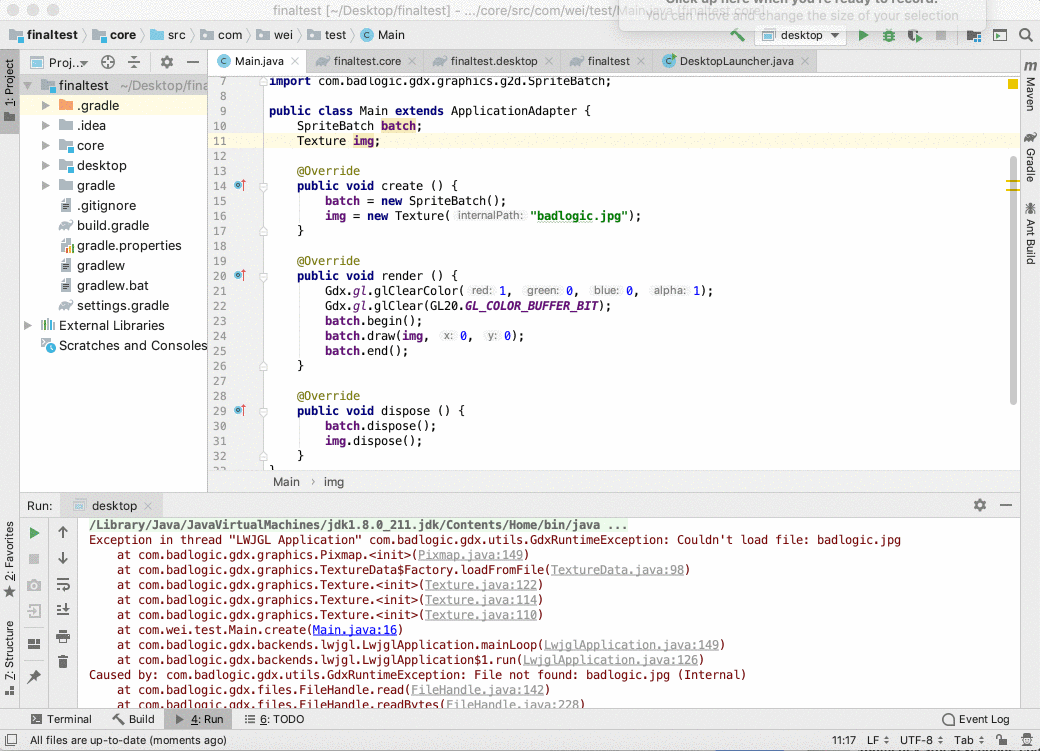 Click up here when you're ready to record.
finaltest [~/Desktop/finaltest] - .../core/src/com/wei/test/Main.java [finaltest.core]
You can move and change the size of your selection
finaltest core src com wei test Main desktop
1: Project
Proj..
Main.java finaltest.core finaltest.desktop finaltest DesktopLauncher.java
finaltest ~/Desktop/fina
.gradle
.idea
core
desktop
gradle
.gitignore
build.gradle
gradle.properties
gradlew
gradlew.bat
settings.gradle
External Libraries
Scratches and Consoles
7 import com.badlogic.gdx.graphics.g2d.SpriteBatch;
8
9 public class Main extends ApplicationAdapter {
10 SpriteBatch batch;
11 Texture img;
12
13 @Override
14 public void create () {
15 batch = new SpriteBatch();
16 img = new Texture( internalPath: "badlogic.jpg");
17 }
18
19 @Override
20 public void render () {
21 Gdx.gl.glClearColor( red: 1, green: 0, blue: 0, alpha: 1);
22 Gdx.gl.glClear(GL20.GL_COLOR_BUFFER_BIT);
23 batch.begin();
24 batch.draw(img, x: 0, y: 0);
25 batch.end();
26 }
27
28 @Override
29 public void dispose () {
30 batch.dispose();
31 img.dispose();
32 }
33 }
Main › img
Maven
Gradle
Ant Build
Run: desktop
/Library/Java/JavaVirtualMachines/jdk1.8.0_211.jdk/Contents/Home/bin/java ...
Exception in thread "LWJGL Application" com.badlogic.gdx.utils.GdxRuntimeException: Couldn't load file: badlogic.jpg
at com.badlogic.gdx.graphics.Pixmap.<init>(Pixmap.java:149)
at com.badlogic.gdx.graphics.TextureData$Factory.loadFromFile(TextureData.java:98)
at com.badlogic.gdx.graphics.Texture.<init>(Texture.java:122)
at com.badlogic.gdx.graphics.Texture.<init>(Texture.java:114)
at com.badlogic.gdx.graphics.Texture.<init>(Texture.java:110)
at com.wei.test.Main.create(Main.java:16)
at com.badlogic.gdx.backends.lwjgl.LwjglApplication.mainLoop(LwjglApplication.java:149)
at com.badlogic.gdx.backends.lwjgl.LwjglApplication$1.run(LwjglApplication.java:126)
Caused by: com.badlogic.gdx.utils.GdxRuntimeException: File not found: badlogic.jpg (Internal)
at com.badlogic.gdx.files.FileHandle.read(FileHandle.java:142)
at com.badlogic.gdx.files.FileHandle.readBytes(FileHandle.java:228)
2: Favorites
Z: Structure
Terminal Build 4: Run 6: TODO Event Log
All files are up-to-date (moments ago) 11:17 LF UTF-8 Tab